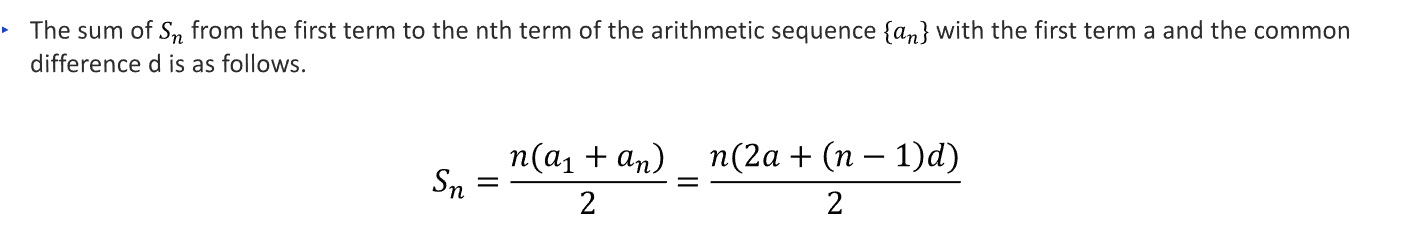 ‣ The sum of Sₙ from the first term to the nth term of the arithmetic sequence {aₙ} with the first term a and the common
difference d is as follows.
Sₙ = n(a₁ + aₙ)/2 = n(2a + (n − 1)d)/2